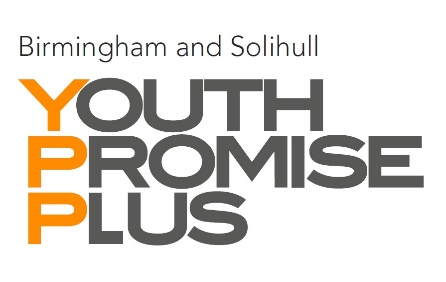 Birmingham and Solihull
YOUTH
PROMISE
PLUS